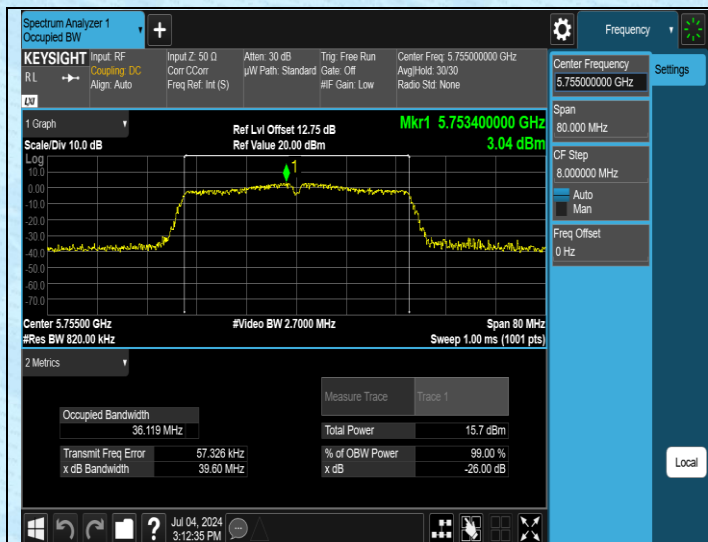 Spectrum Analyzer 1
Occupied BW
Frequency
KEYSIGHT
R L
LXI
Input: RF
Coupling: DC
Align: Auto
Input Z: 50 Ω
Corr CCorr
Freq Ref: Int (S)
Atten: 30 dB
µW Path: Standard
Trig: Free Run
Gate: Off
#IF Gain: Low
Center Freq: 5.755000000 GHz
Avg|Hold: 30/30
Radio Std: None
Center Frequency
5.755000000 GHz
Settings
Span
80.000 MHz
CF Step
8.000000 MHz
Auto
Man
Freq Offset
0 Hz
1 Graph
Scale/Div 10.0 dB
Ref Lvl Offset 12.75 dB
Ref Value 20.00 dBm
Mkr1 5.753400000 GHz
3.04 dBm
Log
10.0
0.00
-10.0
-20.0
-30.0
-40.0
-50.0
-60.0
-70.0
1
Center 5.75500 GHz
#Res BW 820.00 kHz
#Video BW 2.7000 MHz
Span 80 MHz
Sweep 1.00 ms (1001 pts)
2 Metrics
Measure Trace
Trace 1
Occupied Bandwidth
36.119 MHz
Total Power
15.7 dBm
Transmit Freq Error
57.326 kHz
% of OBW Power
99.00 %
x dB Bandwidth
39.60 MHz
x dB
-26.00 dB
Local
?
Jul 04, 2024
3:12:35 PM